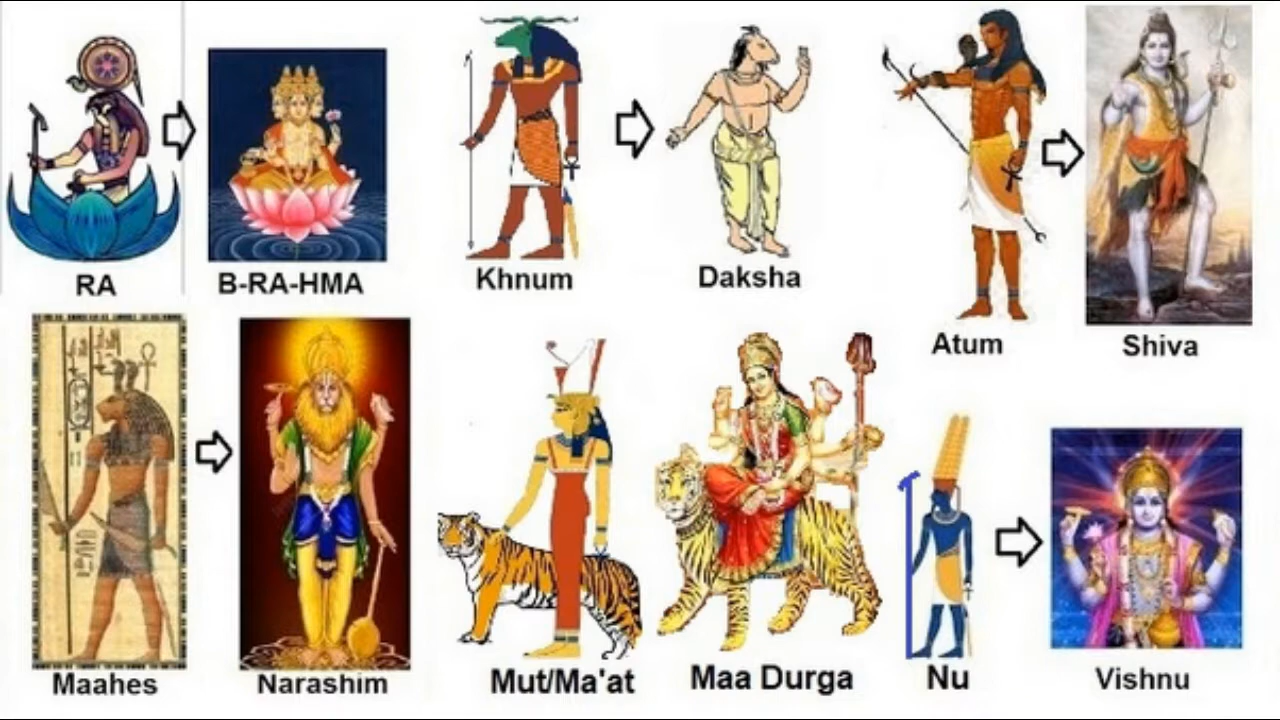 RA
B-RA-HMA
Khnum
Daksha
Atum
Shiva
Maahes
Narashim
Mut/Ma'at
Maa Durga
Nu
Vishnu